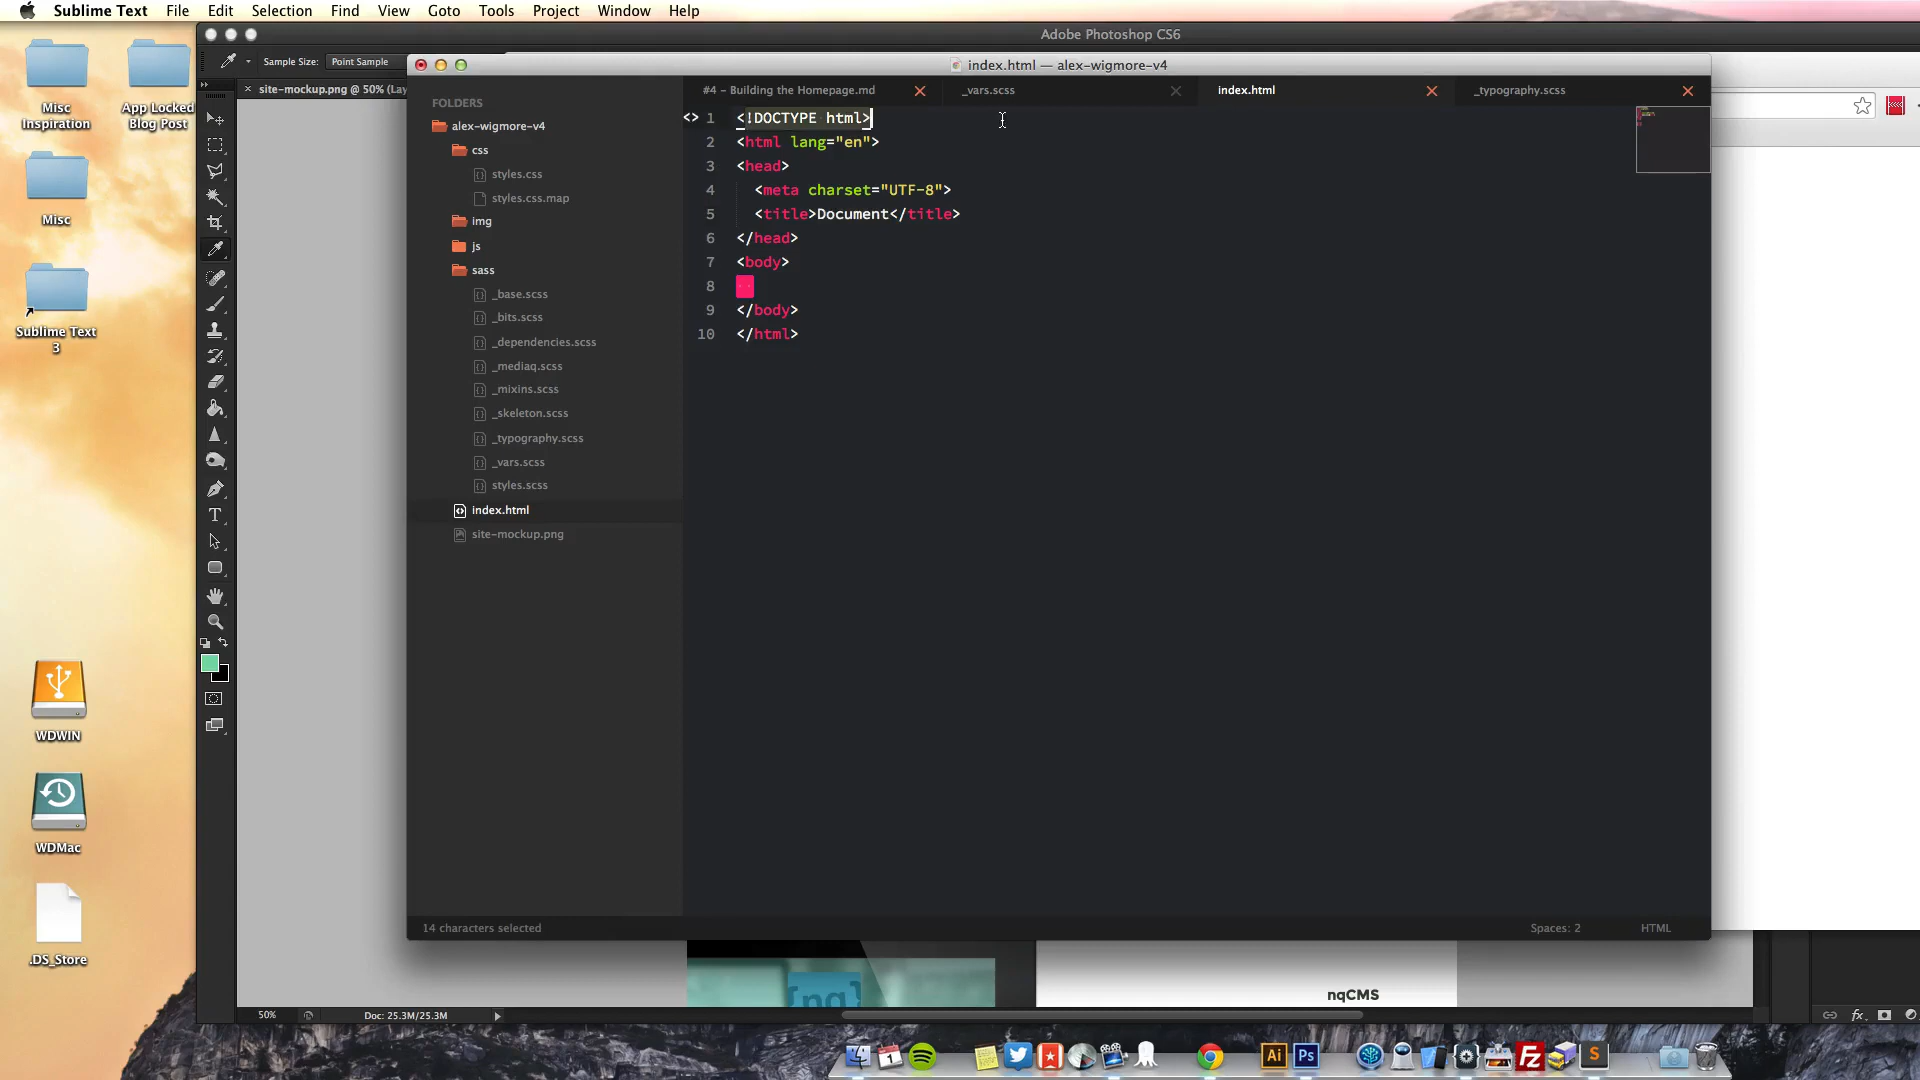 Sublime Text File Edit Selection Find View Goto Tools Project Window Help
Adobe Photoshop CS6
Sample Size: Point Sample
site-mockup.png @ 50% (Lay
index.html — alex-wigmore-v4
#4 - Building the Homepage.md
_vars.scss
index.html
_typography.scss
FOLDERS
alex-wigmore-v4
css
styles.css
styles.css.map
img
js
sass
_base.scss
_bits.scss
_dependencies.scss
_mediaq.scss
_mixins.scss
_skeleton.scss
_typography.scss
_vars.scss
styles.scss
index.html
site-mockup.png
1 <!DOCTYPE html>
2 <html lang="en">
3 <head>
4 <meta charset="UTF-8">
5 <title>Document</title>
6 </head>
7 <body>
8
9 </body>
10 </html>
14 characters selected
Spaces: 2
HTML
Misc
Inspiration
App Locked
Blog Post
Misc
Sublime Text
3
WDWIN
WDMac
.DS_Store
{nq}
nqCMS
50%
Doc: 25.3M/25.3M
fx
1
Ai
Ps
Fz
S